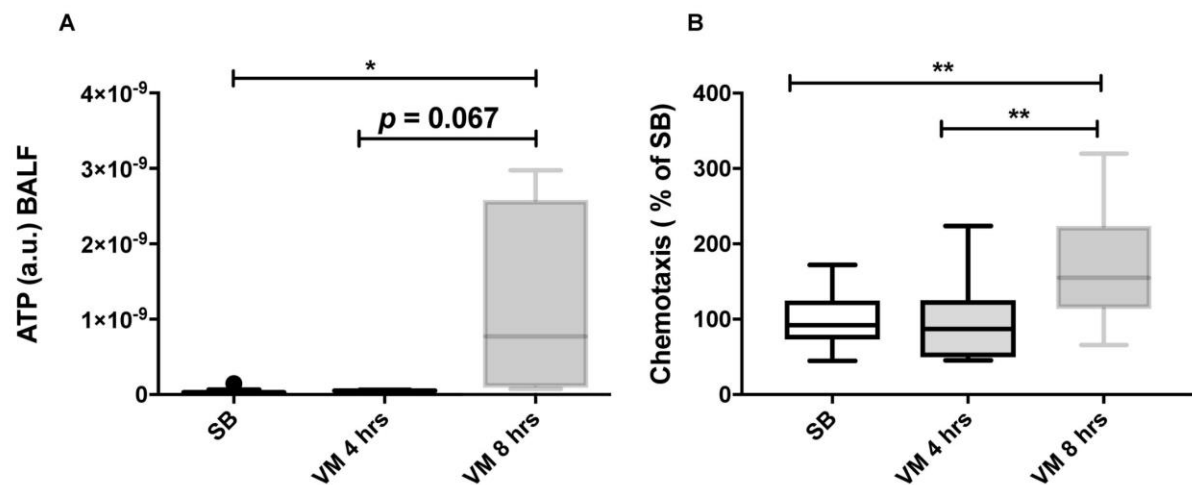 A
*
p = 0.067
4×10⁻⁹
3×10⁻⁹
2×10⁻⁹
1×10⁻⁹
0
ATP (a.u.) BALF
SB
VM 4 hrs
VM 8 hrs
B
**
**
400
300
200
100
0
Chemotaxis ( % of SB)
SB
VM 4 hrs
VM 8 hrs